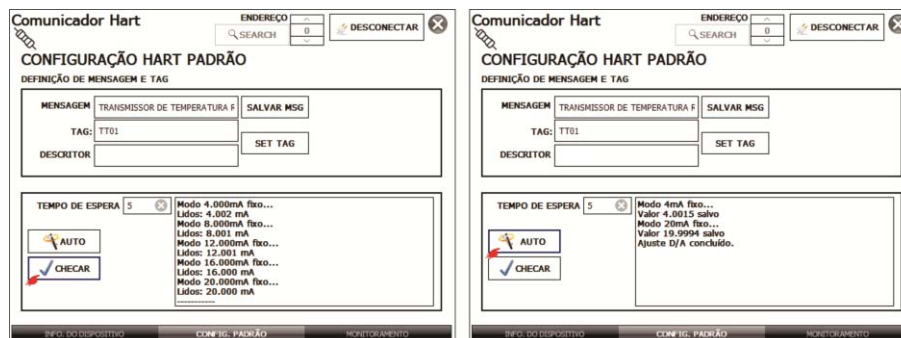 Comunicador Hart
ENDEREÇO
SEARCH
0
DESCONECTAR
CONFIGURAÇÃO HART PADRÃO
DEFINIÇÃO DE MENSAGEM E TAG
MENSAGEM TRANSMISSOR DE TEMPERATURA F SALVAR MSG
TAG: TT01
SET TAG
DESCRITOR
TEMPO DE ESPERA 5
AUTO
CHECAR
Modo 4.000mA fixo...
Lidos: 4.002 mA
Modo 8.000mA fixo...
Lidos: 8.001 mA
Modo 12.000mA fixo...
Lidos: 12.001 mA
Modo 16.000mA fixo...
Lidos: 16.000 mA
Modo 20.000mA fixo...
Lidos: 20.000 mA
-----------
INFO. DO DISPOSITIVO CONFIG. PADRÃO MONITORAMENTO
Comunicador Hart
ENDEREÇO
SEARCH
0
DESCONECTAR
CONFIGURAÇÃO HART PADRÃO
DEFINIÇÃO DE MENSAGEM E TAG
MENSAGEM TRANSMISSOR DE TEMPERATURA F SALVAR MSG
TAG: TT01
SET TAG
DESCRITOR
TEMPO DE ESPERA 5
AUTO
CHECAR
Modo 4mA fixo...
Valor 4.0015 salvo
Modo 20mA fixo...
Valor 19.9994 salvo
Ajuste D/A concluído.
INFO. DO DISPOSITIVO CONFIG. PADRÃO MONITORAMENTO